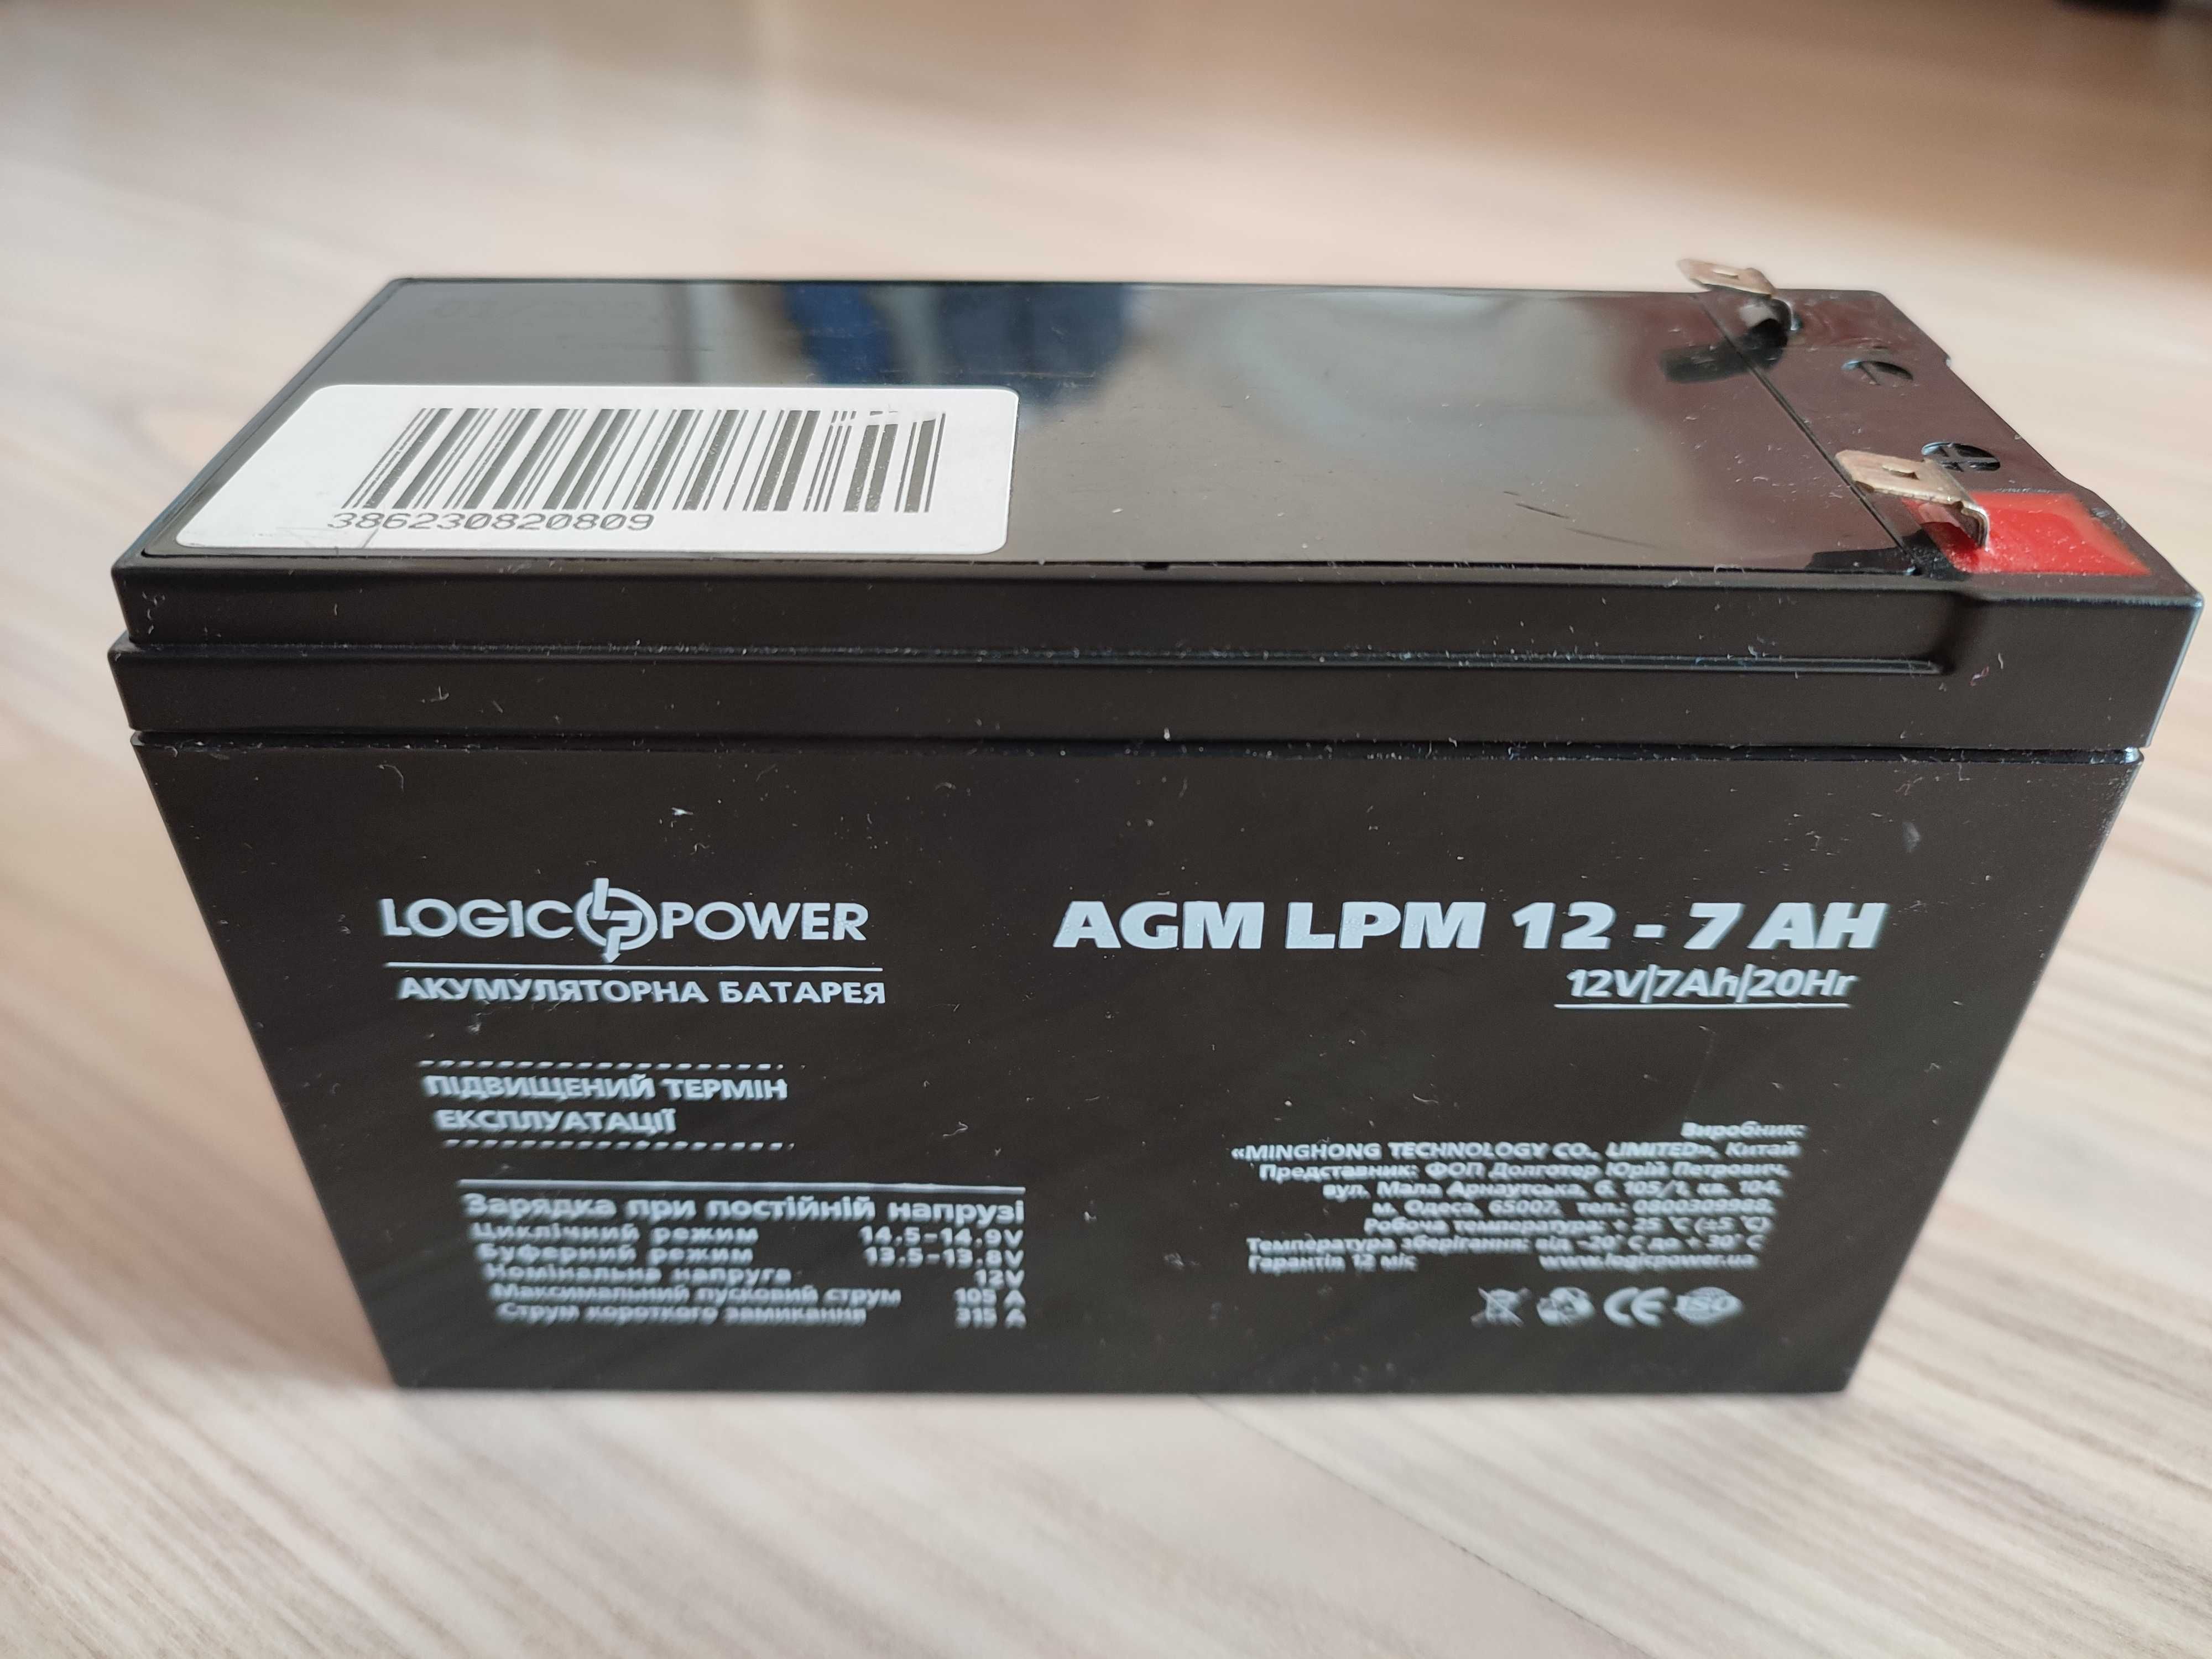 386230820809
LOGIC POWER
АКУМУЛЯТОРНА БАТАРЕЯ
AGM LPM 12 - 7 AH
12V|7Ah|20Hr
ПІДВИЩЕНИЙ ТЕРМІН
ЕКСПЛУАТАЦІЇ
Зарядка при постійній напрузі
Циклічний режим 14.5-14.9V
Буферний режим 13.5-13.8V
Номінальна напруга 12V
Максимальний пусковий струм 105 A
Струм короткого замикання 315 A
Виробник:
«MINGHONG TECHNOLOGY CO., LIMITED», Китай
Представник: ФОП Долготер Юрій Петрович,
вул. Мала Арнаутська, б. 105/1, кв. 104,
м. Одеса, 65007, тел.: 0800309988,
Робоча температура: + 25 °C (±5 °C)
Температура зберігання: від -20° C до + 30° C
Гарантія 12 міс www.logicpower.ua
CE ISO